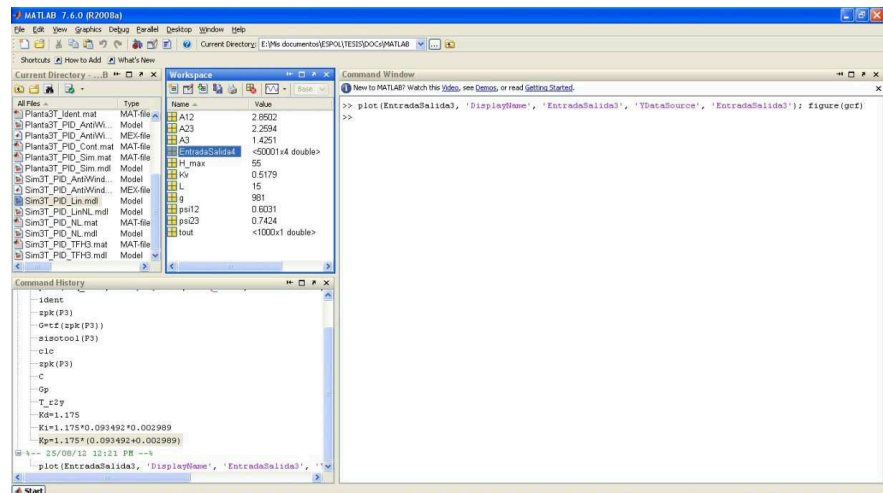 MATLAB 7.6.0 (R2008a)
File Edit View Graphics Debug Parallel Desktop Window Help
Current Directory: E:\Mis documentos\ESPOL\TESIS\DOCs\MATLAB
Shortcuts How to Add What's New
Current Directory - ...B
All Files Type
Planta3T_Ident.mat MAT-file
Planta3T_PID_AntiWi... Model
Planta3T_PID_AntiWi... MEX-file
Planta3T_PID_Cont.mat MAT-file
Planta3T_PID_Sim.mat MAT-file
Planta3T_PID_Sim.mdl Model
Sim3T_PID_AntiWind... Model
Sim3T_PID_AntiWind... MEX-file
Sim3T_PID_Lin.mdl Model
Sim3T_PID_LinNL.mdl Model
Sim3T_PID_NL.mat MAT-file
Sim3T_PID_NL.mdl Model
Sim3T_PID_TFH3.mat MAT-file
Sim3T_PID_TFH3.mdl Model
Workspace
Base
Name Value
A12 2.8502
A23 2.2594
A3 1.4251
EntradaSalida4 <50001x4 double>
H_max 55
Kv 0.5179
L 15
g 981
psi12 0.6031
psi23 0.7424
tout <1000x1 double>
Command History
ident
zpk(P3)
G=tf(zpk(P3))
sisotool(P3)
clc
zpk(P3)
C
Gp
T_r2y
Kd=1.175
Ki=1.175*0.093492*0.002989
Kp=1.175*(0.093492+0.002989)
%-- 25/08/12 12:21 PM --%
plot(EntradaSalida3, 'DisplayName', 'EntradaSalida3', '
Command Window
New to MATLAB? Watch this Video, see Demos, or read Getting Started.
>> plot(EntradaSalida3, 'DisplayName', 'EntradaSalida3', 'YDataSource', 'EntradaSalida3'); figure(gcf)
>>
Start